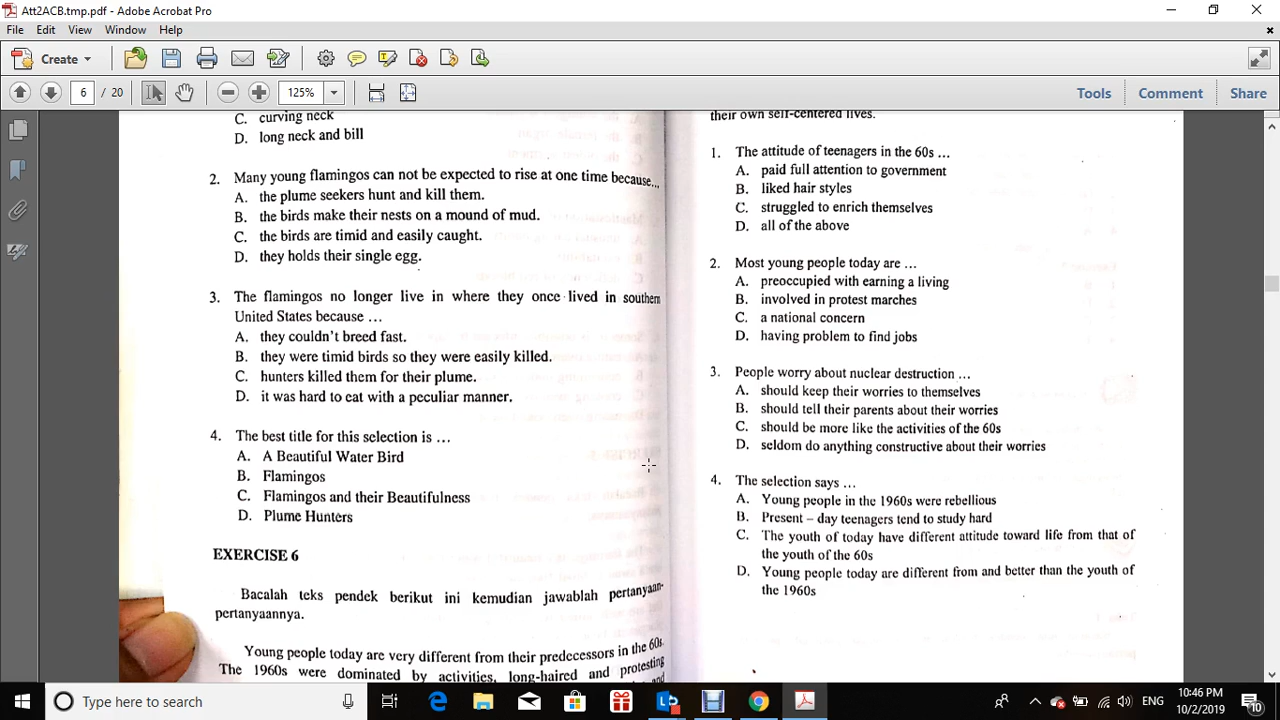 Att2ACB.tmp.pdf - Adobe Acrobat Pro
File Edit View Window Help
Create
6 / 20
125%
Tools Comment Share
C. curving neck
D. long neck and bill
2. Many young flamingos can not be expected to rise at one time because...
A. the plume seekers hunt and kill them.
B. the birds make their nests on a mound of mud.
C. the birds are timid and easily caught.
D. they holds their single egg.
3. The flamingos no longer live in where they once lived in southern
United States because ...
A. they couldn't breed fast.
B. they were timid birds so they were easily killed.
C. hunters killed them for their plume.
D. it was hard to eat with a peculiar manner.
4. The best title for this selection is ...
A. A Beautiful Water Bird
B. Flamingos
C. Flamingos and their Beautifulness
D. Plume Hunters
EXERCISE 6
Bacalah teks pendek berikut ini kemudian jawablah pertanyaan-
pertanyaannya.
Young people today are very different from their predecessors in the 60s.
The 1960s were dominated by activities, long-haired and protesting
their own self-centered lives.
1. The attitude of teenagers in the 60s ...
A. paid full attention to government
B. liked hair styles
C. struggled to enrich themselves
D. all of the above
2. Most young people today are ...
A. preoccupied with earning a living
B. involved in protest marches
C. a national concern
D. having problem to find jobs
3. People worry about nuclear destruction ...
A. should keep their worries to themselves
B. should tell their parents about their worries
C. should be more like the activities of the 60s
D. seldom do anything constructive about their worries
4. The selection says ...
A. Young people in the 1960s were rebellious
B. Present – day teenagers tend to study hard
C. The youth of today have different attitude toward life from that of
the youth of the 60s
D. Young people today are different from and better than the youth of
the 1960s
Type here to search
ENG
10:46 PM
10/2/2019
10